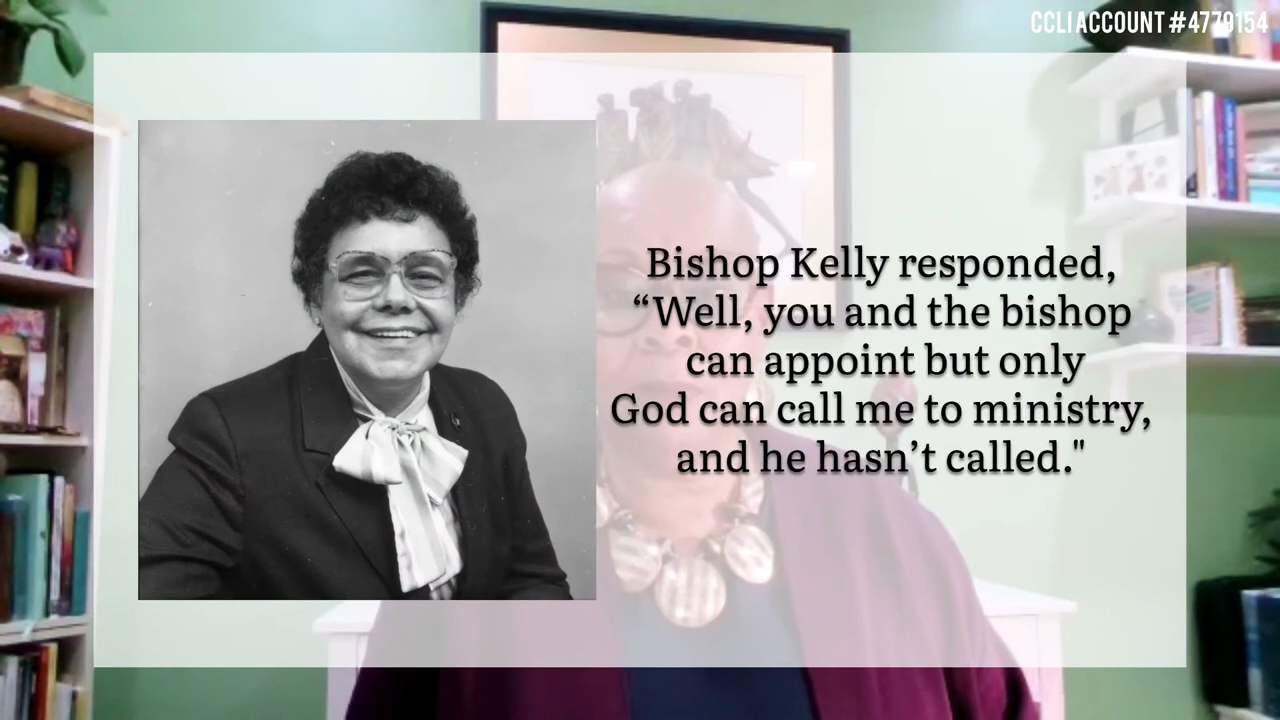 CCLI ACCOUNT #4779154
Bishop Kelly responded,
“Well, you and the bishop
can appoint but only
God can call me to ministry,
and he hasn’t called."